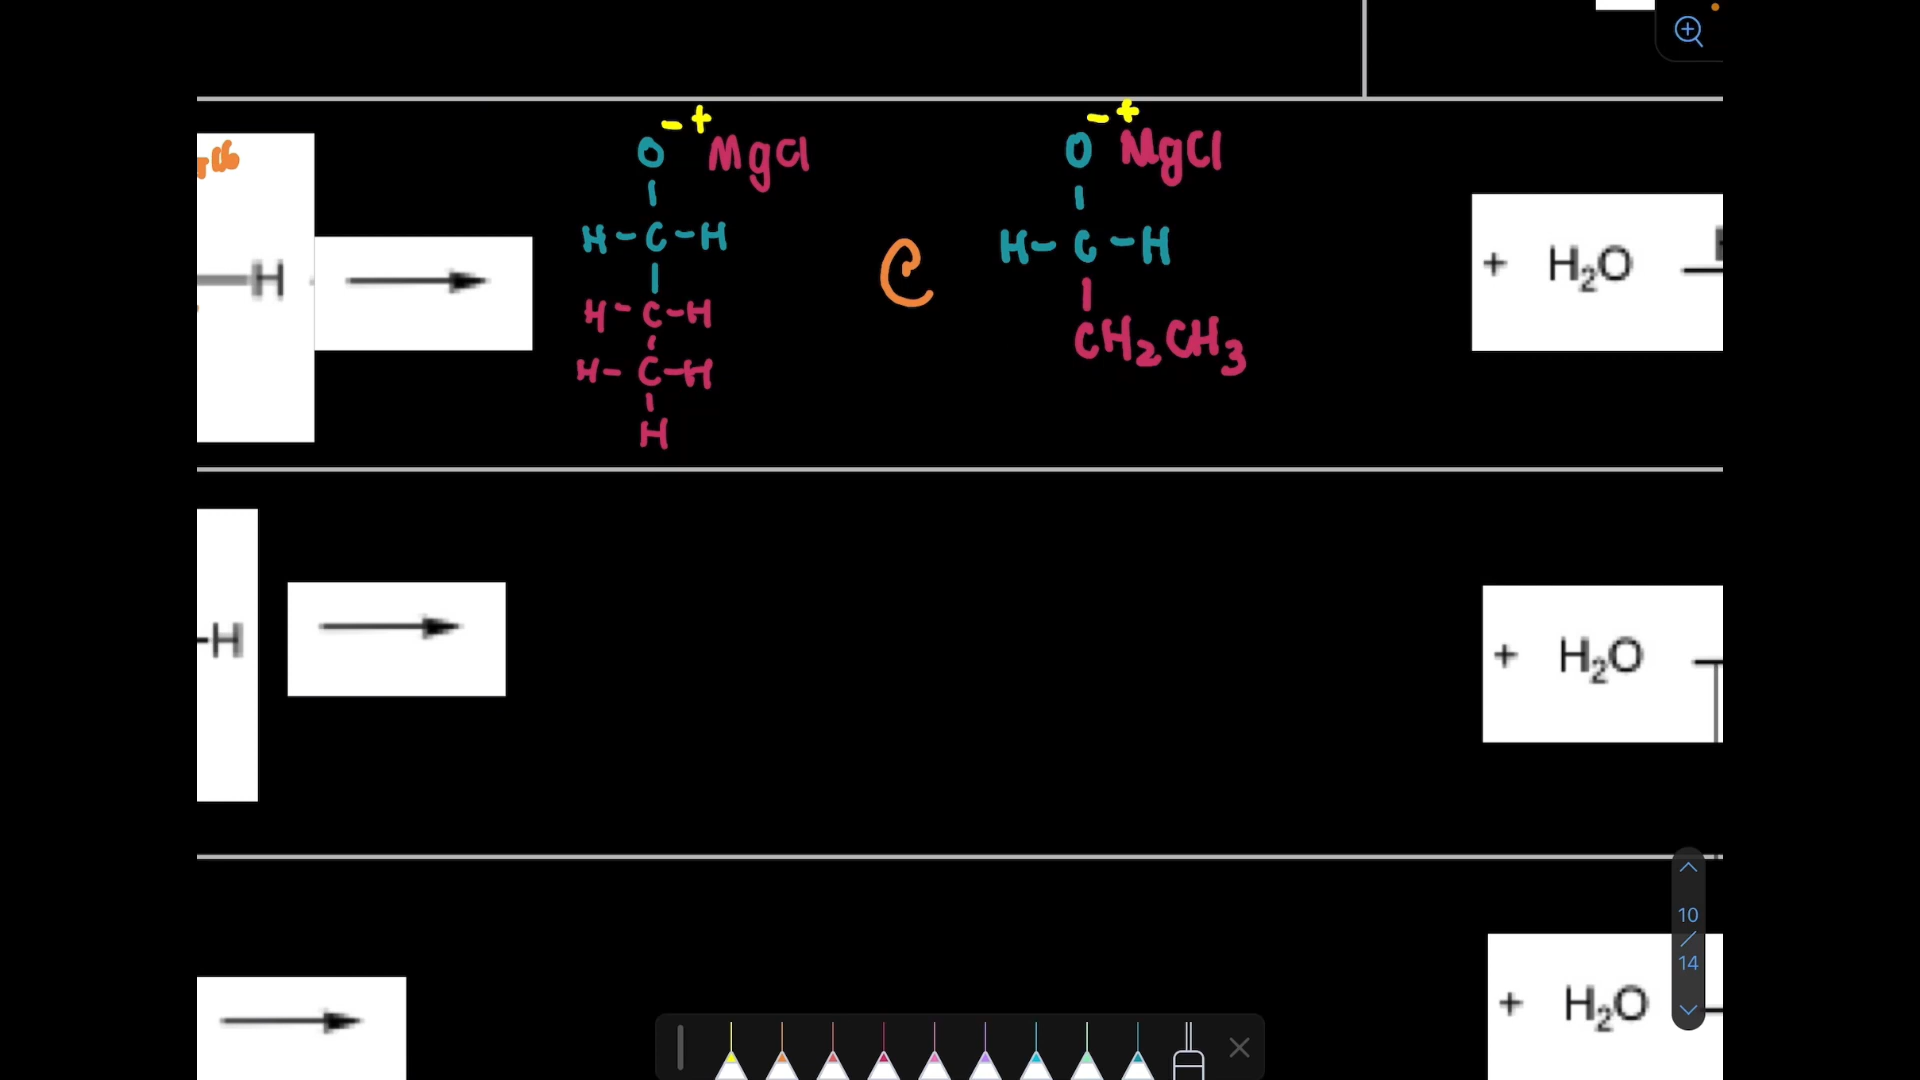 O - + MgCl
H-C-H
H-C-H
H-C-H
H
e
O - + MgCl
H-C-H
CH2CH3
H
+ H2O
H
+ H2O
+ H2O
10
/
14